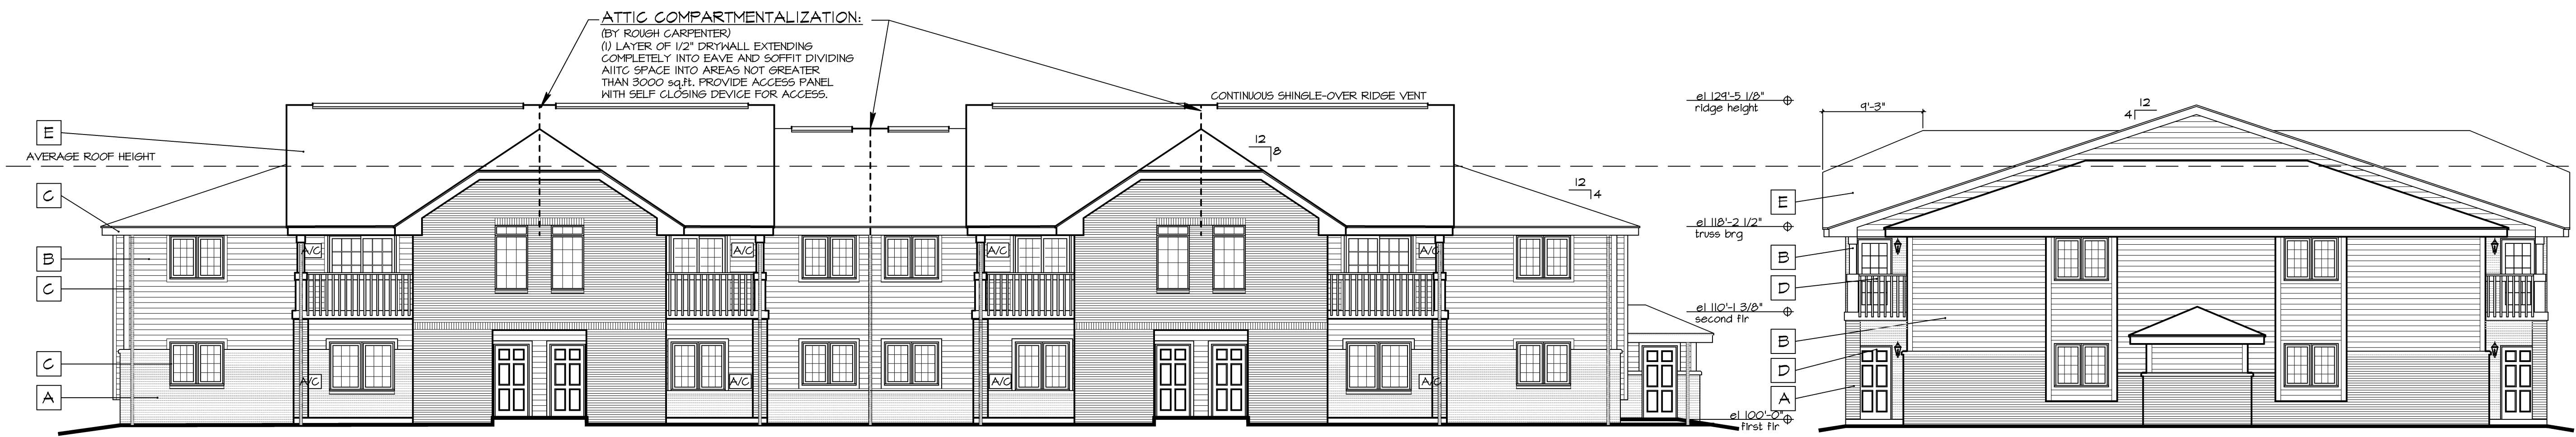 ATTIC COMPARTMENTALIZATION:
(BY ROUGH CARPENTER)
(1) LAYER OF 1/2" DRYWALL EXTENDING
COMPLETELY INTO EAVE AND SOFFIT DIVIDING
AIITC SPACE INTO AREAS NOT GREATER
THAN 3000 sq.ft. PROVIDE ACCESS PANEL
WITH SELF CLOSING DEVICE FOR ACCESS.
CONTINUOUS SHINGLE-OVER RIDGE VENT
E
AVERAGE ROOF HEIGHT
C
B
C
C
A
12
8
12
4
A/C
A/C
A/C
A/C
A/C
A/C
A/C
A/C
el 129'-5 1/8"
ridge height
el 118'-2 1/2"
truss brg
el 110'-1 3/8"
second flr
el 100'-0"
first flr
9'-3"
12
4
E
B
D
B
D
A